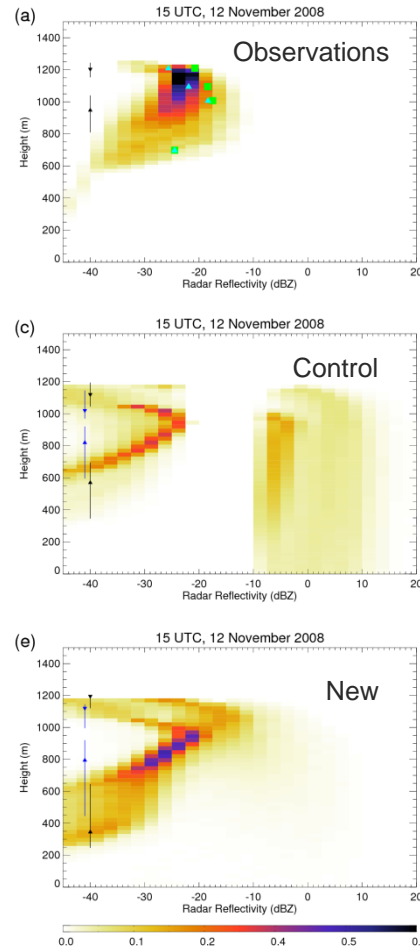 (a)
15 UTC, 12 November 2008
Observations
Height (m)
1400
1200
1000
800
600
400
200
0
-40 -30 -20 -10 0 10 20
Radar Reflectivity (dBZ)
(c)
15 UTC, 12 November 2008
Control
Height (m)
1400
1200
1000
800
600
400
200
0
-40 -30 -20 -10 0 10 20
Radar Reflectivity (dBZ)
(e)
15 UTC, 12 November 2008
New
Height (m)
1400
1200
1000
800
600
400
200
0
-40 -30 -20 -10 0 10 20
Radar Reflectivity (dBZ)
0.0 0.1 0.2 0.4 0.5